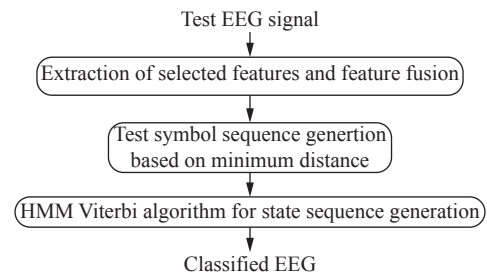 Test EEG signal
Extraction of selected features and feature fusion
Test symbol sequence genertion
based on minimum distance
HMM Viterbi algorithm for state sequence generation
Classified EEG